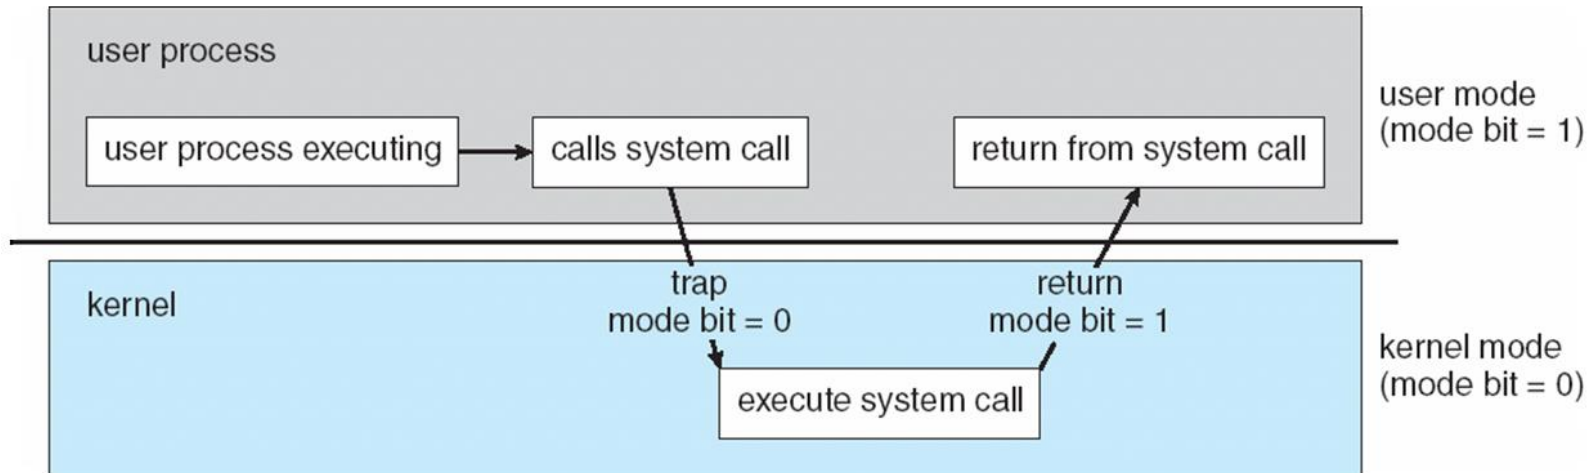 user process
user process executing
calls system call
return from system call
user mode
(mode bit = 1)
kernel
trap
mode bit = 0
return
mode bit = 1
execute system call
kernel mode
(mode bit = 0)